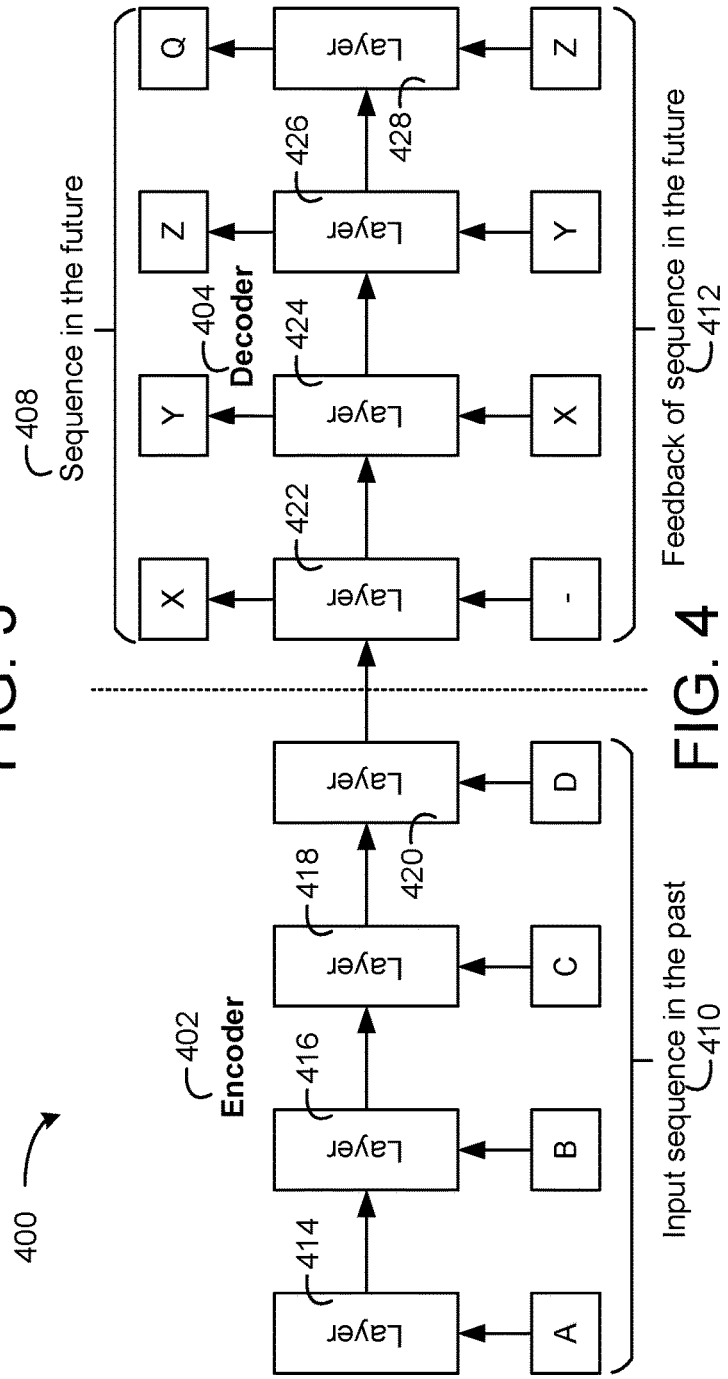 FIG.
400
408
Sequence in the future
X Y Z Q
402
Encoder
404
Decoder
414 416 418 422 424 426
Layer Layer Layer Layer Layer Layer Layer Layer
420 428
A B C D - X Y Z
Input sequence in the past
410
Feedback of sequence in the future
412
FIG. 4